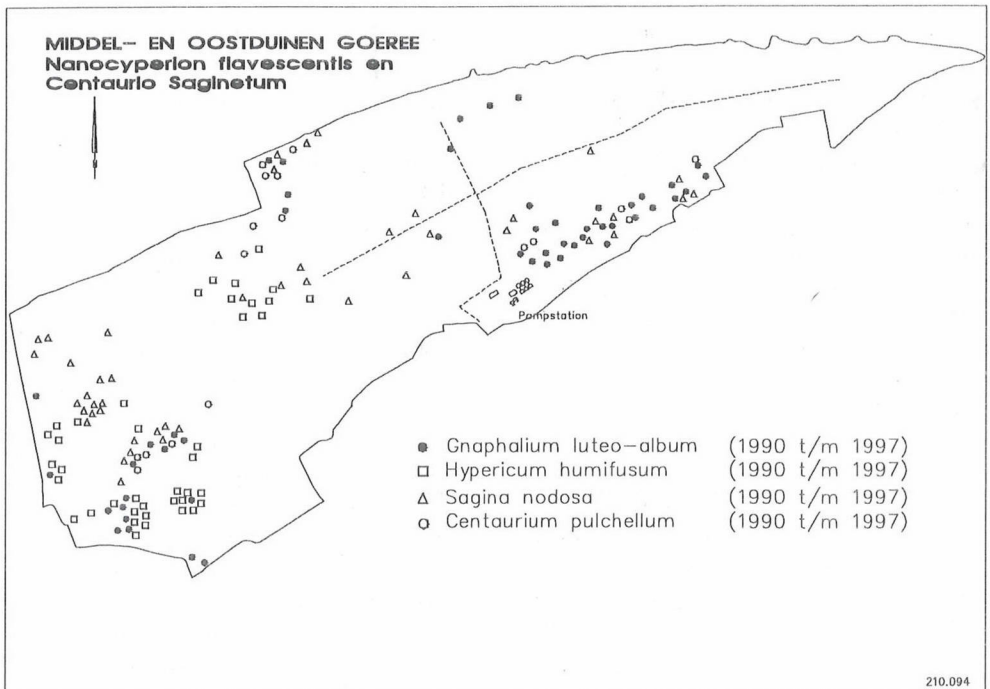 MIDDEL- EN OOSTDUINEN GOEREE
Nanocyperion flavescentis en
Centaurio Saginetum
Pompstation
Gnaphalium luteo-album (1990 t/m 1997)
Hypericum humifusum (1990 t/m 1997)
Sagina nodosa (1990 t/m 1997)
Centaurium pulchellum (1990 t/m 1997)
210.094